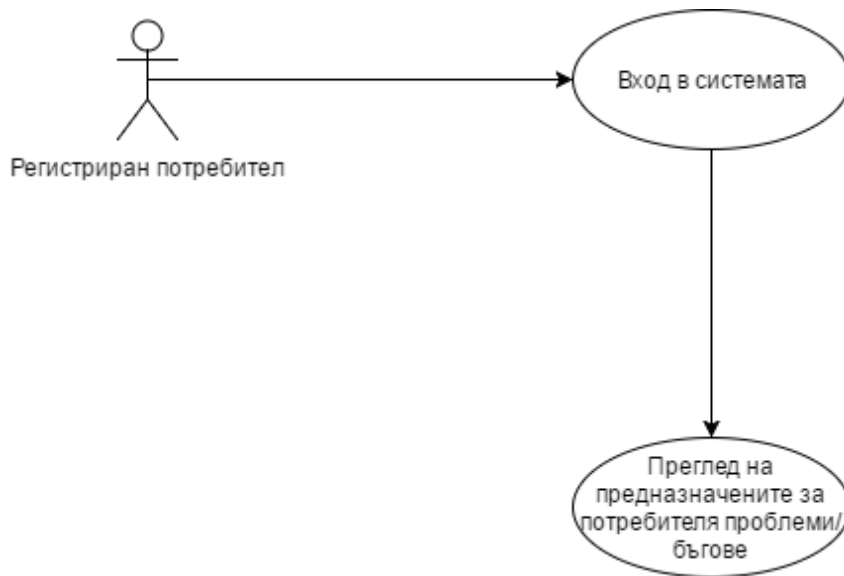 Вход в системата
Регистриран потребител
Преглед на
предназначените за
потребителя проблеми/
бъгове